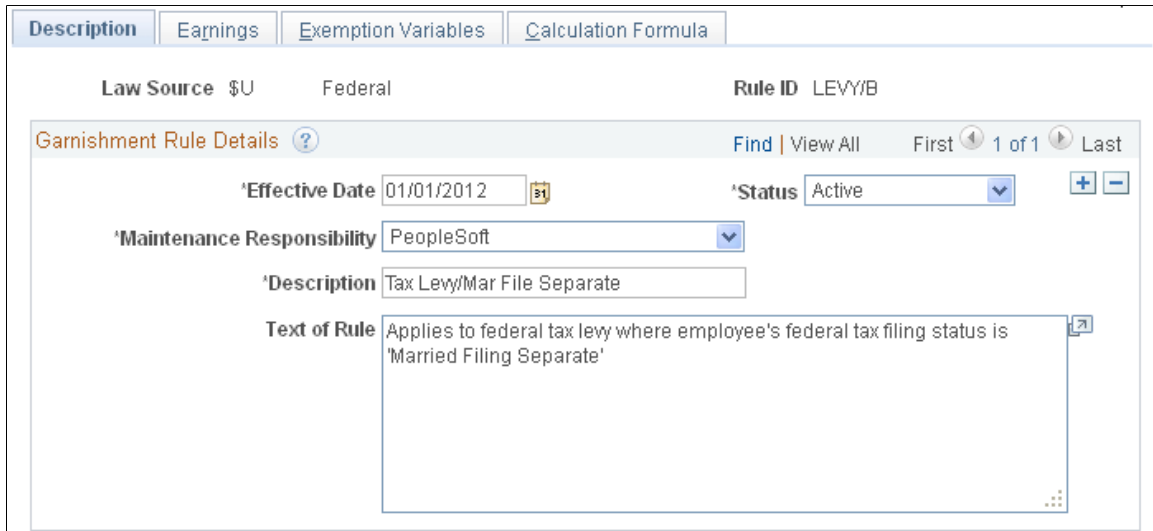 Description Earnings Exemption Variables Calculation Formula
Law Source $U Federal Rule ID LEVY/B
Garnishment Rule Details ? Find | View All First 1 of 1 Last
*Effective Date 01/01/2012 31 *Status Active + -
*Maintenance Responsibility PeopleSoft
*Description Tax Levy/Mar File Separate
Text of Rule Applies to federal tax levy where employee's federal tax filing status is
'Married Filing Separate'